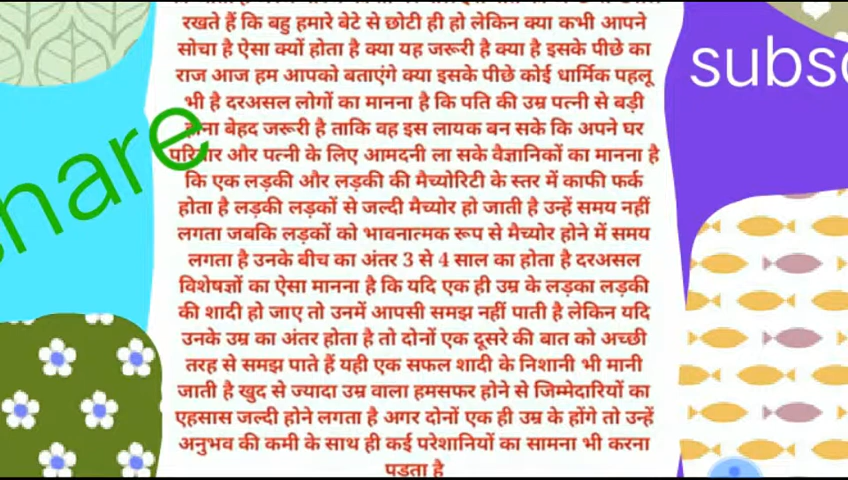 रखते हैं कि बहु हमारे बेटे से छोटी ही हो लेकिन क्या कभी आपने
सोचा है ऐसा क्यों होता है क्या यह जरूरी है क्या है इसके पीछे का
राज आज हम आपको बताएंगे क्या इसके पीछे कोई धार्मिक पहलू
भी है दरअसल लोगों का मानना है कि पति की उम्र पत्नी से बड़ी
होना बेहद जरूरी है ताकि वह इस लायक बन सके कि अपने घर
परिवार और पत्नी के लिए आमदनी ला सके वैज्ञानिकों का मानना है
कि एक लड़की और लड़की की मैच्योरिटी के स्तर में काफी फर्क
होता है लड़की लड़कों से जल्दी मैच्योर हो जाती है उन्हें समय नहीं
लगता जबकि लड़कों को भावनात्मक रूप से मैच्योर होने में समय
लगता है उनके बीच का अंतर 3 से 4 साल का होता है दरअसल
विशेषज्ञों का ऐसा मानना है कि यदि एक ही उम्र के लड़का लड़की
की शादी हो जाए तो उनमें आपसी समझ नहीं पाती है लेकिन यदि
उनके उम्र का अंतर होता है तो दोनों एक दूसरे की बात को अच्छी
तरह से समझ पाते हैं यही एक सफल शादी के निशानी भी मानी
जाती है खुद से ज्यादा उम्र वाला हमसफर होने से जिम्मेदारियों का
एहसास जल्दी होने लगता है अगर दोनों एक ही उम्र के होंगे तो उन्हें
अनुभव की कमी के साथ ही कई परेशानियों का सामना भी करना
पड़ता है
hare
subsc